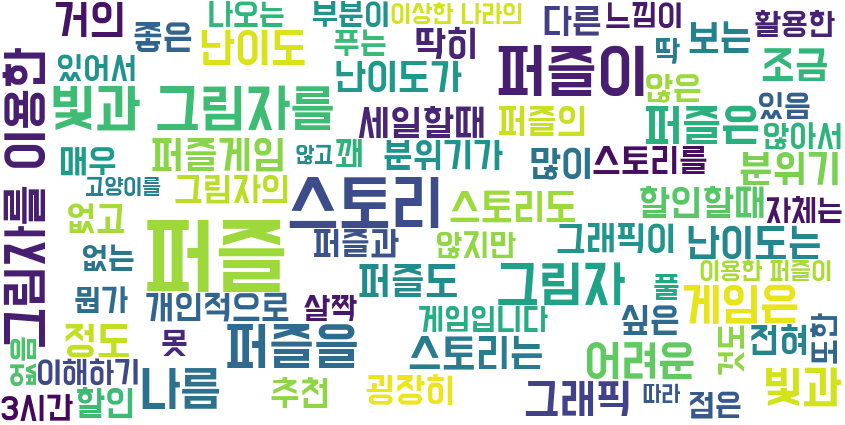 거의
나오는
부분이
이상한 나라의
다른
느낌이
활용한
좋은
난이도
푸는
딱히
퍼즐이
딱
보는
조금
있어서
난이도가
않은
있음
그림자를 이용한
빛과 그림자를
세일할때
퍼즐의
퍼즐은
않아서
매우
퍼즐게임
않고
꽤
분위기가
많이
스토리를
분위기
고양이를
그림자의
스토리
스토리도
할인할때
자체는
없고
퍼즐
퍼즐과
않지만
그래픽이
난이도는
없는
퍼즐도
그림자
풀
이용한 퍼즐이
뭔가
개인적으로
살짝
게임입니다
싶은
게임은
정도
못
퍼즐을
스토리는
어려운
것도
전혀
또한
없음
이해하기
나름
추천
굉장히
그래픽
따라
점은
빛과
3시간
할인